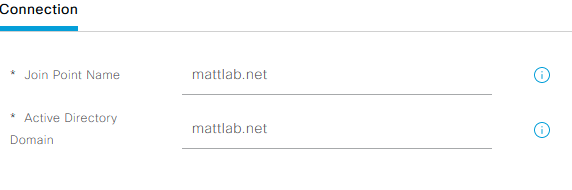 Connection
* Join Point Name
mattlab.net
* Active Directory
Domain
mattlab.net